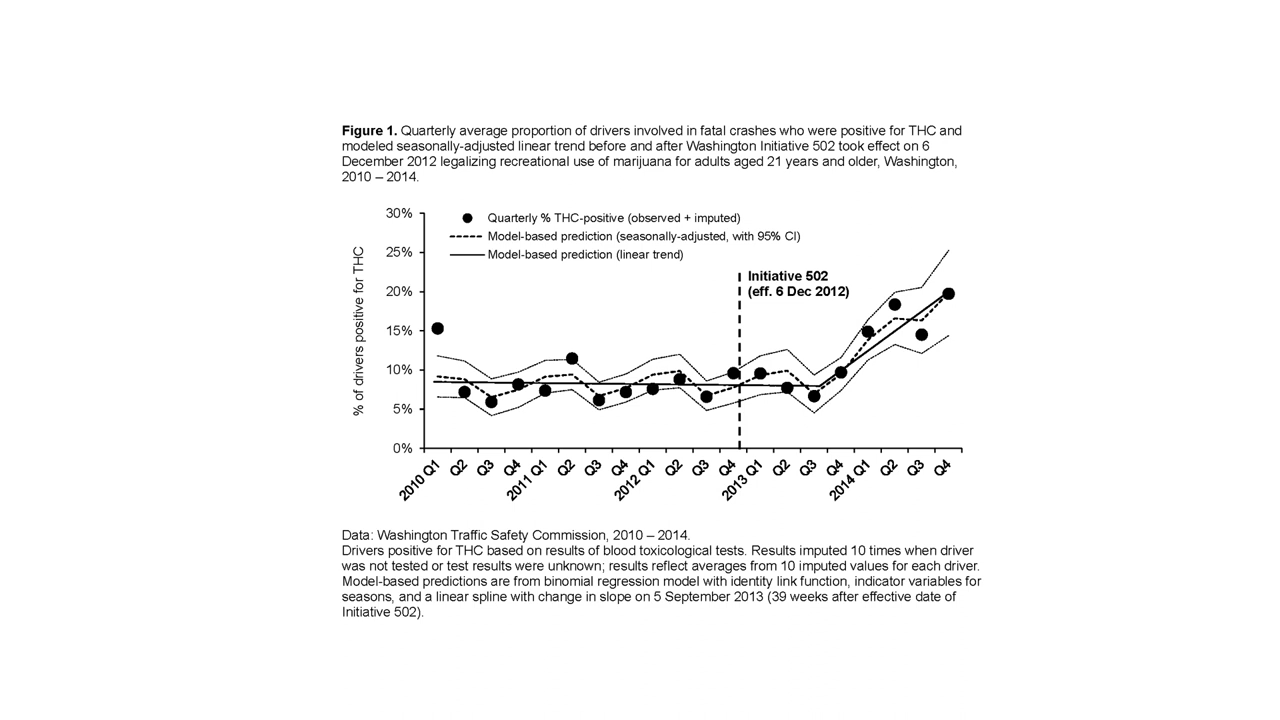 Figure 1. Quarterly average proportion of drivers involved in fatal crashes who were positive for THC and
modeled seasonally-adjusted linear trend before and after Washington Initiative 502 took effect on 6
December 2012 legalizing recreational use of marijuana for adults aged 21 years and older, Washington,
2010 – 2014.
% of drivers positive for THC
30%
25%
20%
15%
10%
5%
0%
Quarterly % THC-positive (observed + imputed)
Model-based prediction (seasonally-adjusted, with 95% CI)
Model-based prediction (linear trend)
Initiative 502
(eff. 6 Dec 2012)
2010 Q1
Q2
Q3
Q4
2011 Q1
Q2
Q3
Q4
2012 Q1
Q2
Q3
Q4
2013 Q1
Q2
Q3
Q4
2014 Q1
Q2
Q3
Q4
Data: Washington Traffic Safety Commission, 2010 – 2014.
Drivers positive for THC based on results of blood toxicological tests. Results imputed 10 times when driver
was not tested or test results were unknown; results reflect averages from 10 imputed values for each driver.
Model-based predictions are from binomial regression model with identity link function, indicator variables for
seasons, and a linear spline with change in slope on 5 September 2013 (39 weeks after effective date of
Initiative 502).